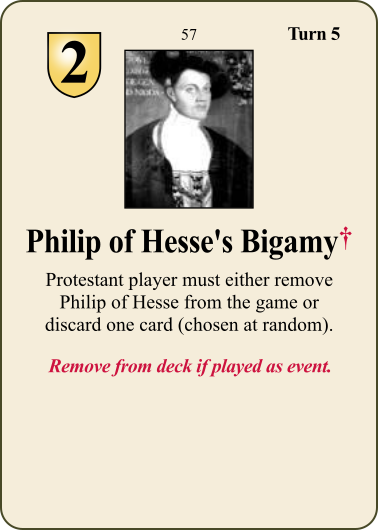 57
Turn 5
2
Philip of Hesse's Bigamy†
Protestant player must either remove
Philip of Hesse from the game or
discard one card (chosen at random).
Remove from deck if played as event.